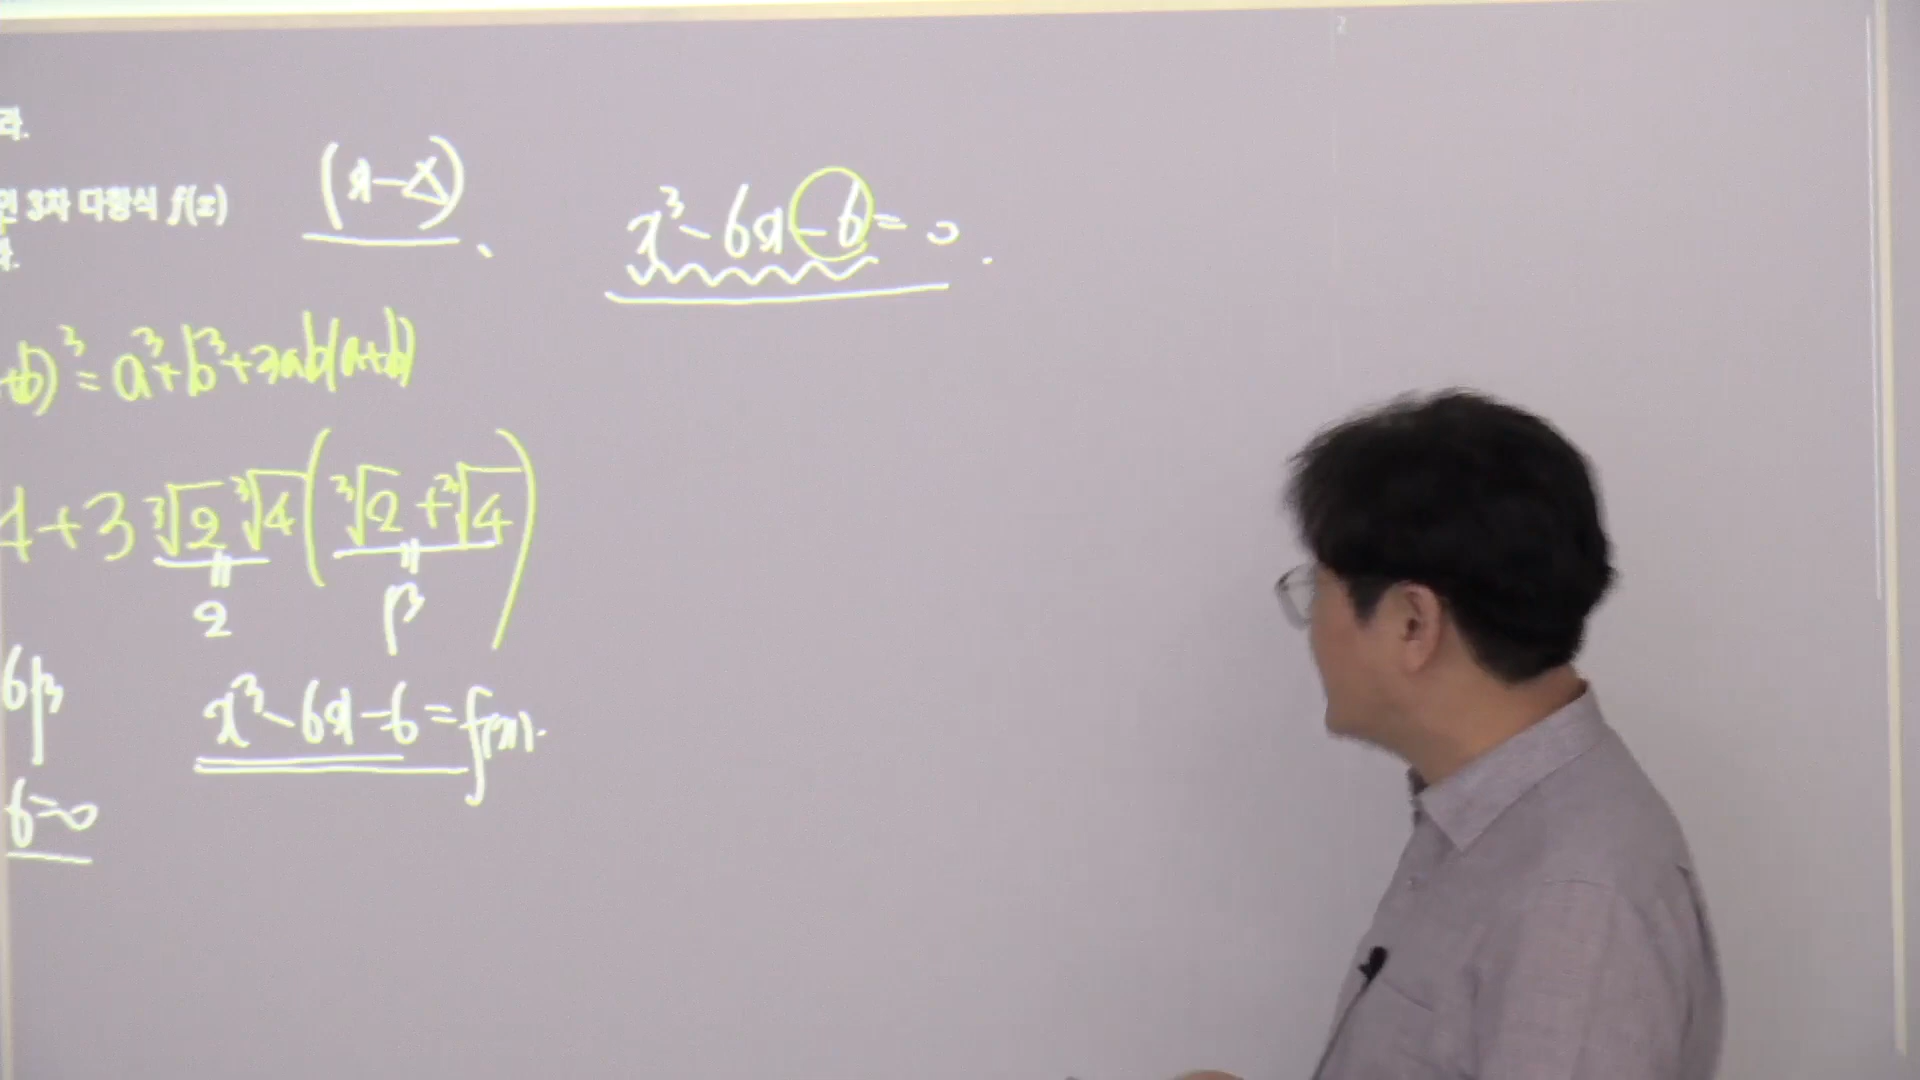 라.
인 3차 다항식 f(x)
(x-α)
x³-6x-6=0.
+b)³=a³+b³+3ab(a+b)
4+3∛2∛4(∛2+∛4)
2
β
6β
x³-6x-6=f(x).
6=0